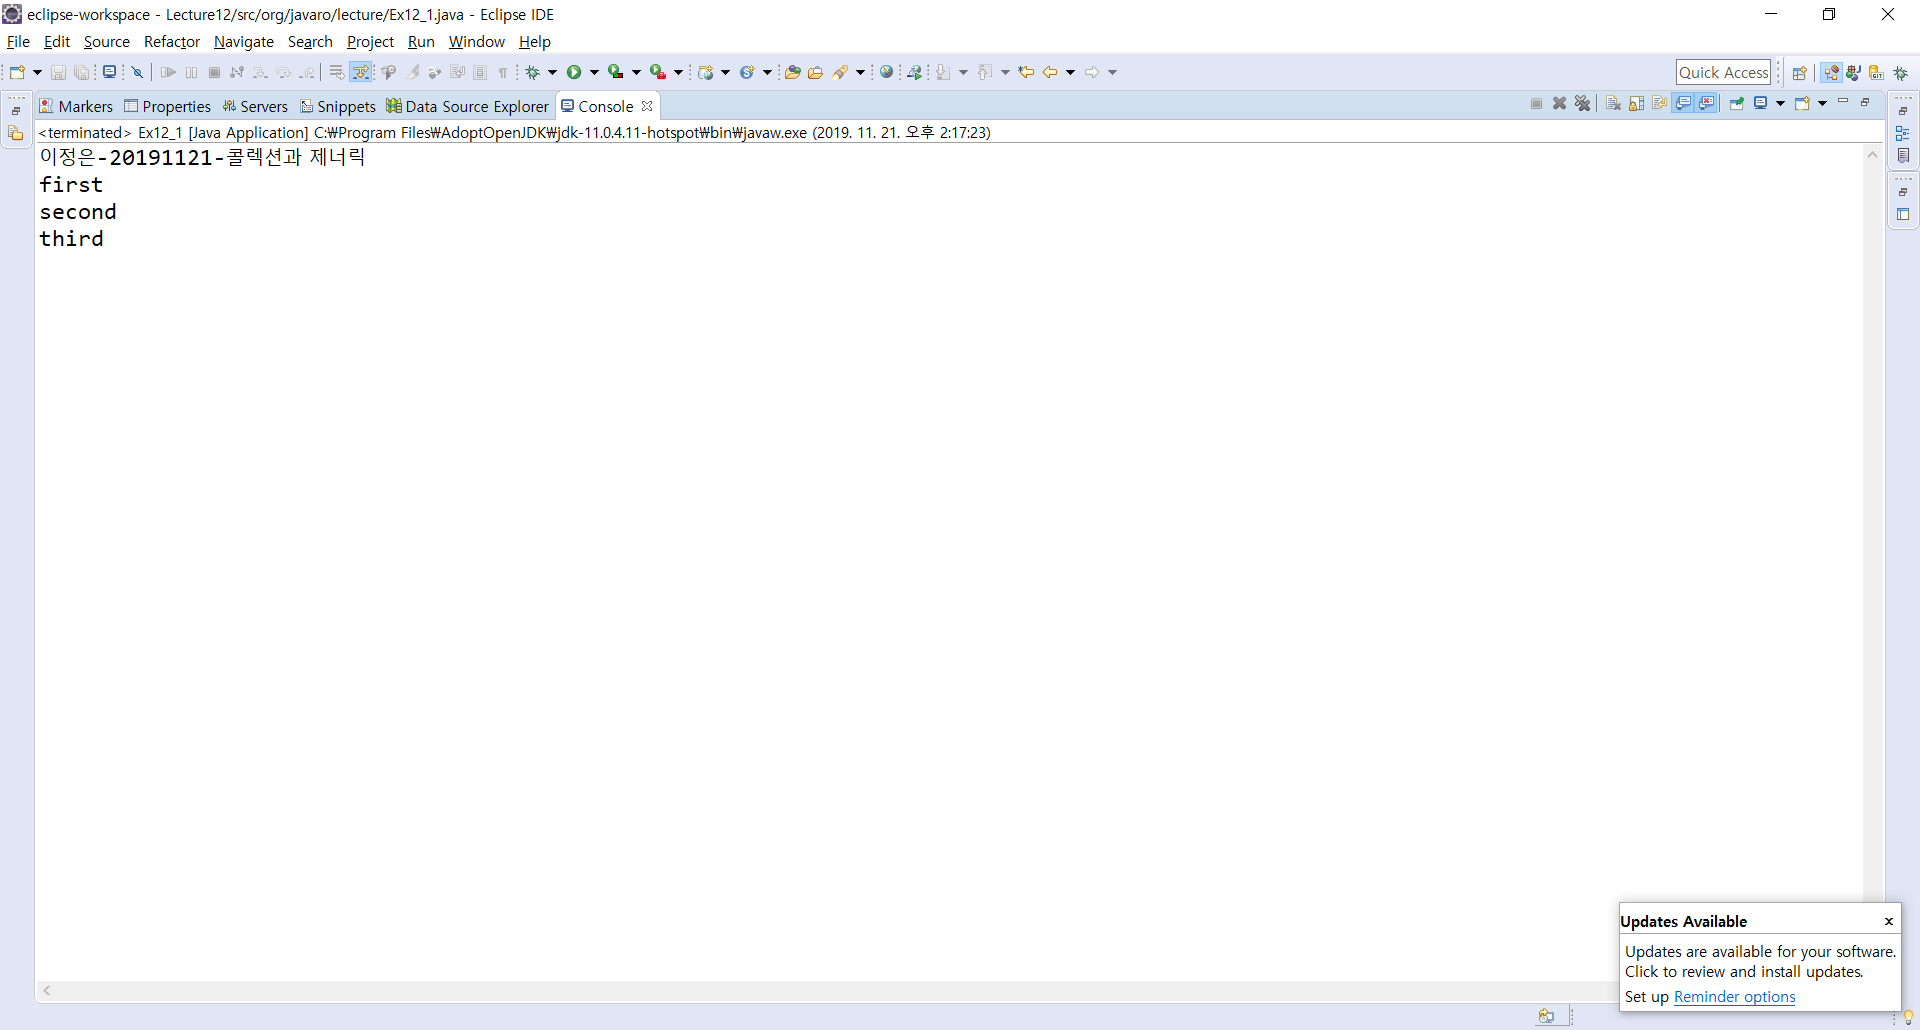 eclipse-workspace - Lecture12/src/org/javaro/lecture/Ex12_1.java - Eclipse IDE
File Edit Source Refactor Navigate Search Project Run Window Help
Quick Access
Markers Properties Servers Snippets Data Source Explorer Console
<terminated> Ex12_1 [Java Application] C:₩Program Files₩AdoptOpenJDK₩jdk-11.0.4.11-hotspot₩bin₩javaw.exe (2019. 11. 21. 오후 2:17:23)
이정은-20191121-콜렉션과 제너릭
first
second
third
Updates Available
Updates are available for your software.
Click to review and install updates.
Set up Reminder options